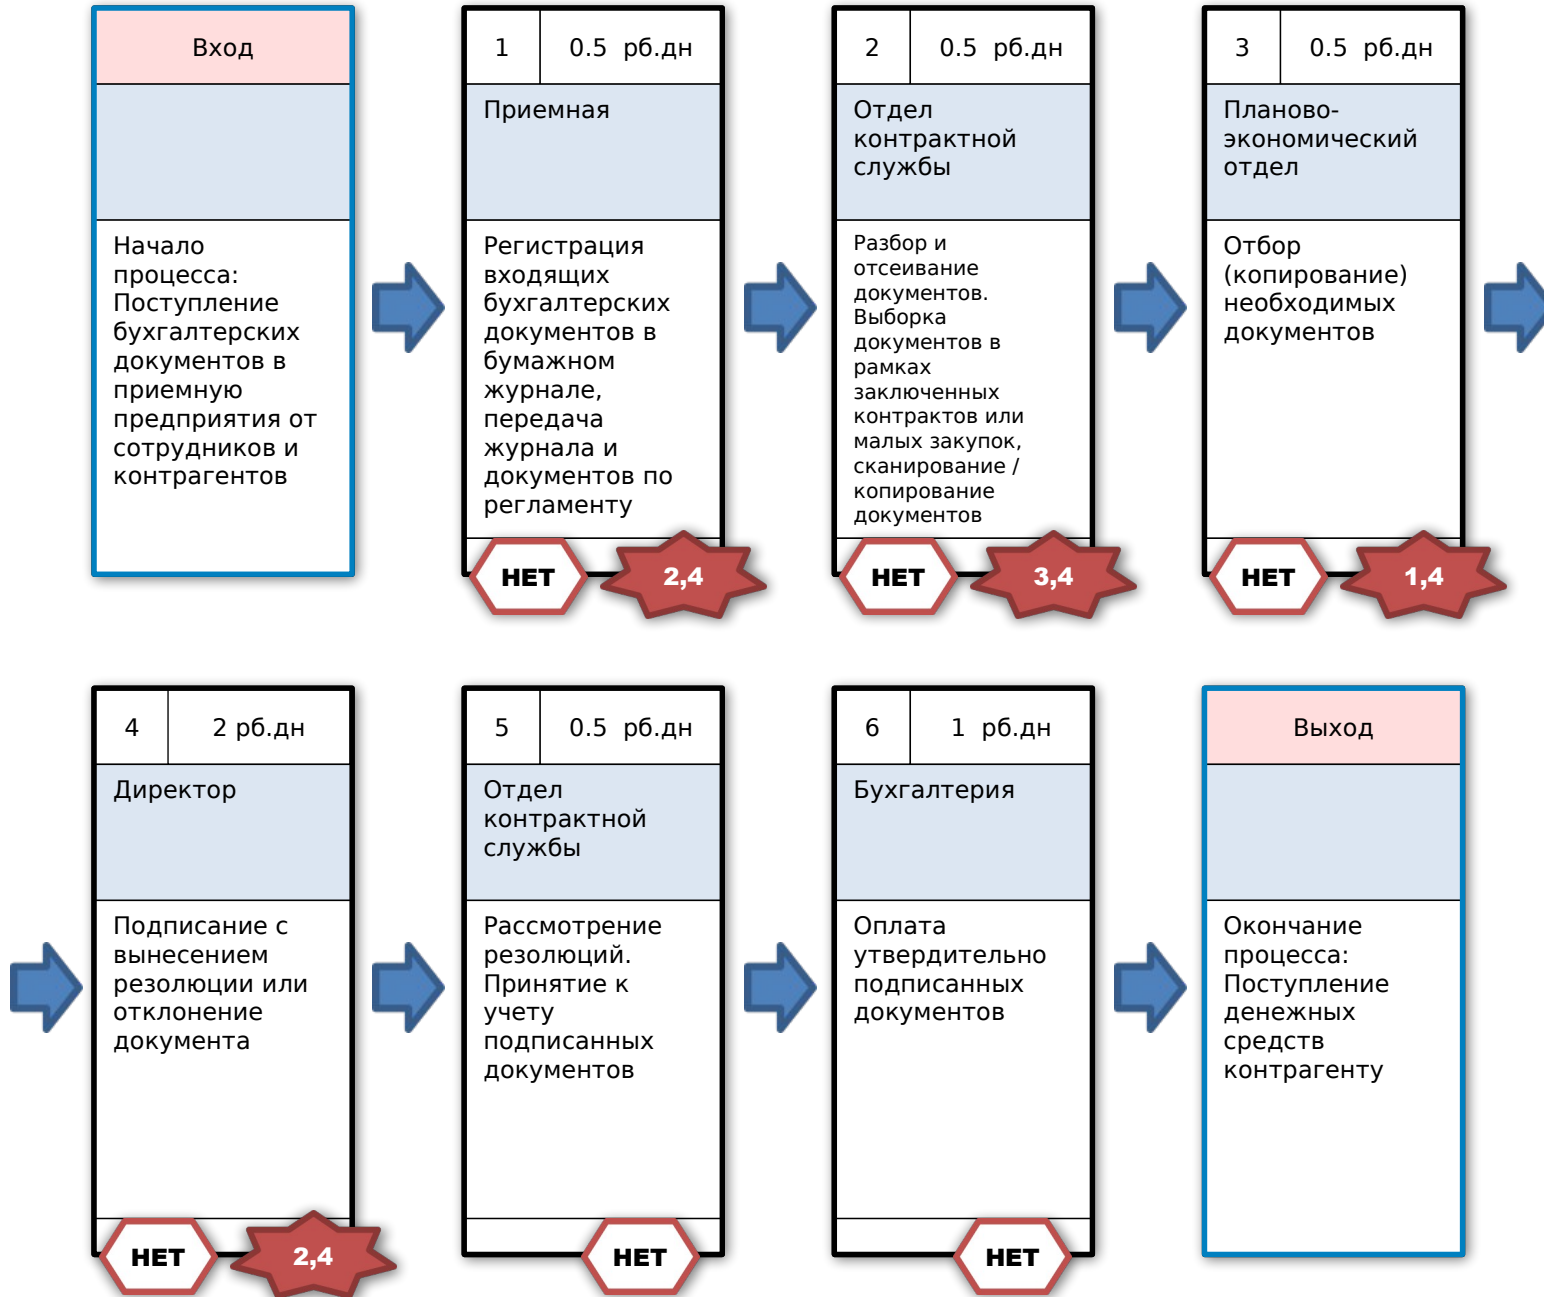 Вход
Начало
процесса:
Поступление
бухгалтерских
документов в
приемную
предприятия от
сотрудников и
контрагентов
1
0.5 рб.дн
Приемная
Регистрация
входящих
бухгалтерских
документов в
бумажном
журнале,
передача
журнала и
документов по
регламенту
НЕТ
2,4
2
0.5 рб.дн
Отдел
контрактной
службы
Разбор и
отсеивание
документов.
Выборка
документов в
рамках
заключенных
контрактов или
малых закупок,
сканирование /
копирование
документов
НЕТ
3,4
3
0.5 рб.дн
Планово-
экономический
отдел
Отбор
(копирование)
необходимых
документов
НЕТ
1,4
4
2 рб.дн
Директор
Подписание с
вынесением
резолюции или
отклонение
документа
НЕТ
2,4
5
0.5 рб.дн
Отдел
контрактной
службы
Рассмотрение
резолюций.
Принятие к
учету
подписанных
документов
НЕТ
6
1 рб.дн
Бухгалтерия
Оплата
утвердительно
подписанных
документов
НЕТ
Выход
Окончание
процесса:
Поступление
денежных
средств
контрагенту